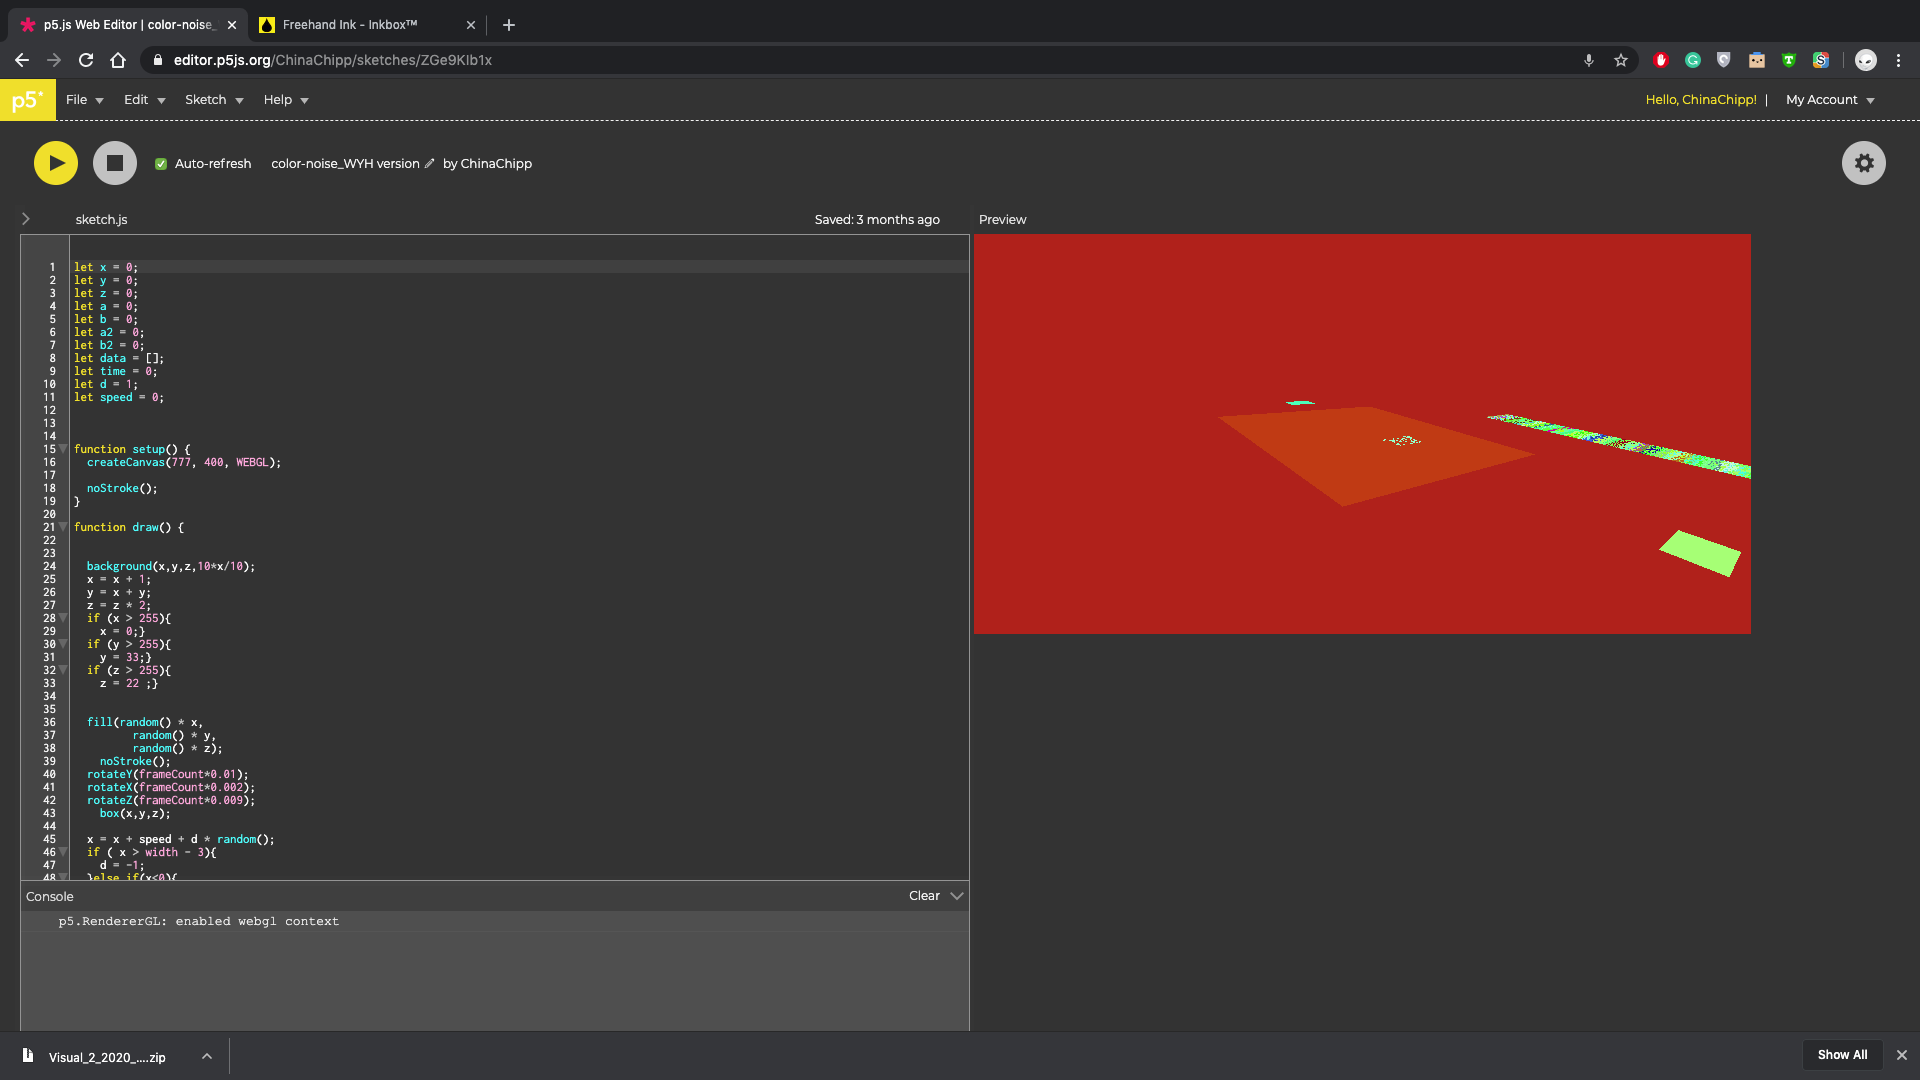 p5.js Web Editor | color-noise_
Freehand Ink - Inkbox™
editor.p5js.org/ChinaChipp/sketches/ZGe9KIb1x
p5*
File
Edit
Sketch
Help
Hello, ChinaChipp! | My Account
Auto-refresh
color-noise_WYH version
by ChinaChipp
sketch.js
Saved: 3 months ago
Preview
1 let x = 0;
2 let y = 0;
3 let z = 0;
4 let a = 0;
5 let b = 0;
6 let a2 = 0;
7 let b2 = 0;
8 let data = [];
9 let time = 0;
10 let d = 1;
11 let speed = 0;
12
13
14
15 function setup() {
16 createCanvas(777, 400, WEBGL);
17
18 noStroke();
19 }
20
21 function draw() {
22
23
24 background(x,y,z,10*x/10);
25 x = x + 1;
26 y = x + y;
27 z = z * 2;
28 if (x > 255){
29 x = 0;}
30 if (y > 255){
31 y = 33;}
32 if (z > 255){
33 z = 22 ;}
34
35
36 fill(random() * x,
37 random() * y,
38 random() * z);
39 noStroke();
40 rotateY(frameCount*0.01);
41 rotateX(frameCount*0.002);
42 rotateZ(frameCount*0.009);
43 box(x,y,z);
44
45 x = x + speed + d * random();
46 if ( x > width - 3){
47 d = -1;
48 }else if(x<0){
Console
Clear
p5.RendererGL: enabled webgl context
Visual_2_2020_....zip
Show All